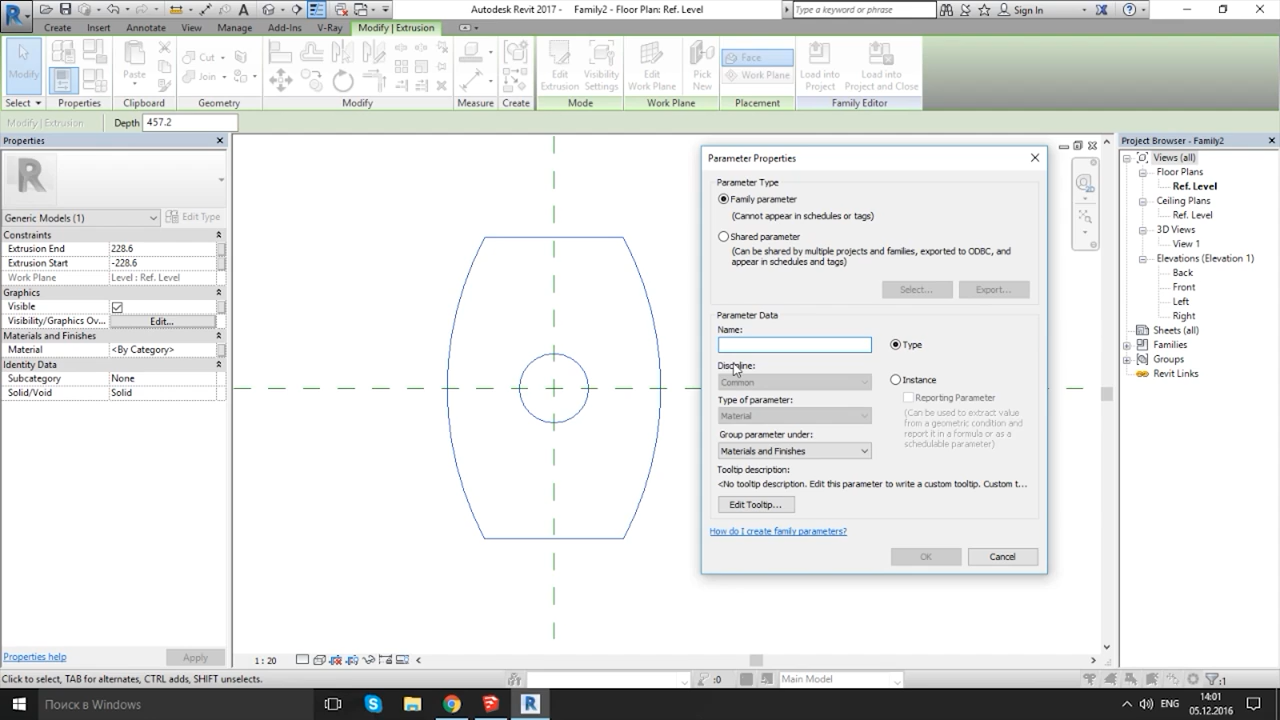 Autodesk Revit 2017 - Family2 - Floor Plan: Ref. Level
Type a keyword or phrase
Sign In
Create Insert Annotate View Manage Add-Ins V-Ray Modify | Extrusion
Modify
Paste
Cut
Join
Edit Extrusion
Visibility Settings
Edit Work Plane
Pick New
Face
Work Plane
Load into Project
Load into Project and Close
Select Properties Clipboard Geometry Modify Measure Create Mode Work Plane Placement Family Editor
Modify | Extrusion Depth 457.2
Properties
Generic Models (1) Edit Type
Constraints
Extrusion End 228.6
Extrusion Start -228.6
Work Plane Level : Ref. Level
Graphics
Visible
Visibility/Graphics Ov... Edit...
Materials and Finishes
Material <By Category>
Identity Data
Subcategory None
Solid/Void Solid
Properties help Apply
1 : 20
Parameter Properties
Parameter Type
Family parameter
(Cannot appear in schedules or tags)
Shared parameter
(Can be shared by multiple projects and families, exported to ODBC, and
appear in schedules and tags)
Select... Export...
Parameter Data
Name:
Type
Discipline:
Common
Instance
Reporting Parameter
Type of parameter:
Material
(Can be used to extract value
from a geometric condition and
report it in a formula or as a
schedulable parameter)
Group parameter under:
Materials and Finishes
Tooltip description:
<No tooltip description. Edit this parameter to write a custom tooltip. Custom t...
Edit Tooltip...
How do I create family parameters?
OK Cancel
Project Browser - Family2
Views (all)
Floor Plans
Ref. Level
Ceiling Plans
Ref. Level
3D Views
View 1
Elevations (Elevation 1)
Back
Front
Left
Right
Sheets (all)
Families
Groups
Revit Links
Click to select, TAB for alternates, CTRL adds, SHIFT unselects.
:0
Main Model
:1
Поиск в Windows
ENG
14:01
05.12.2016